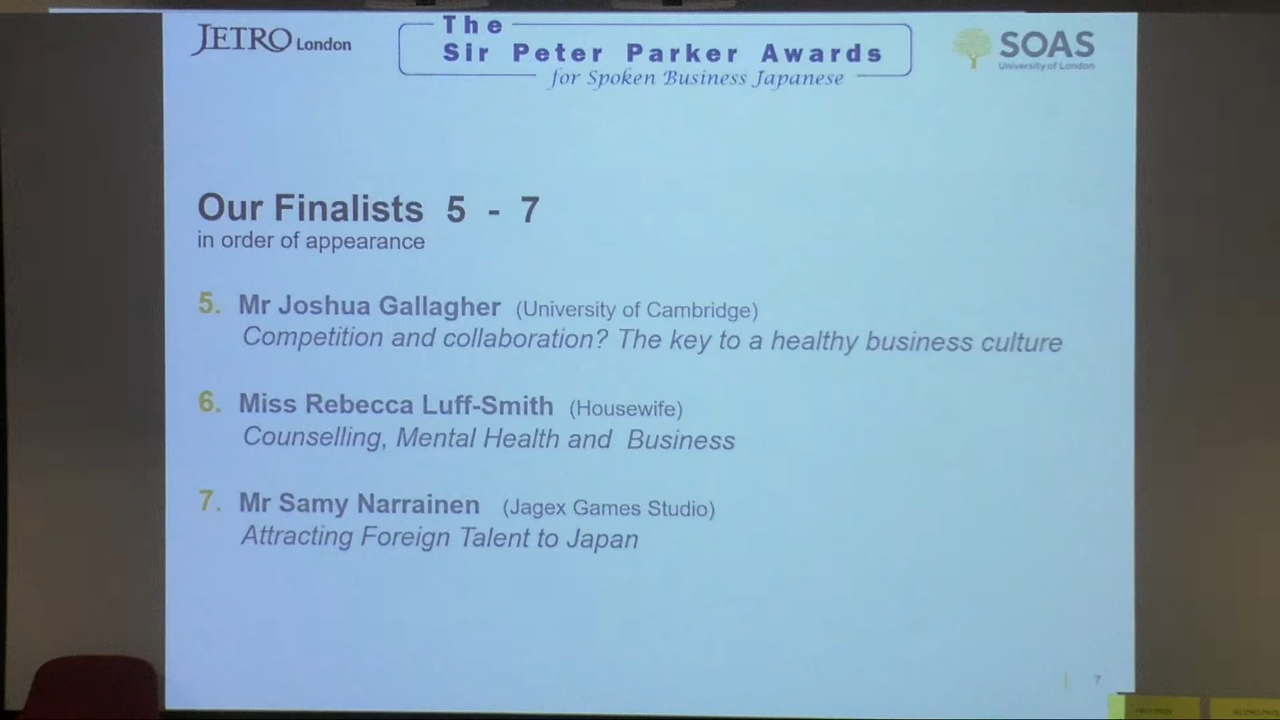 JETRO London
The
Sir Peter Parker Awards
for Spoken Business Japanese
SOAS
University of London
Our Finalists 5 - 7
in order of appearance
5. Mr Joshua Gallagher (University of Cambridge)
Competition and collaboration? The key to a healthy business culture
6. Miss Rebecca Luff-Smith (Housewife)
Counselling, Mental Health and Business
7. Mr Samy Narrainen (Jagex Games Studio)
Attracting Foreign Talent to Japan
7